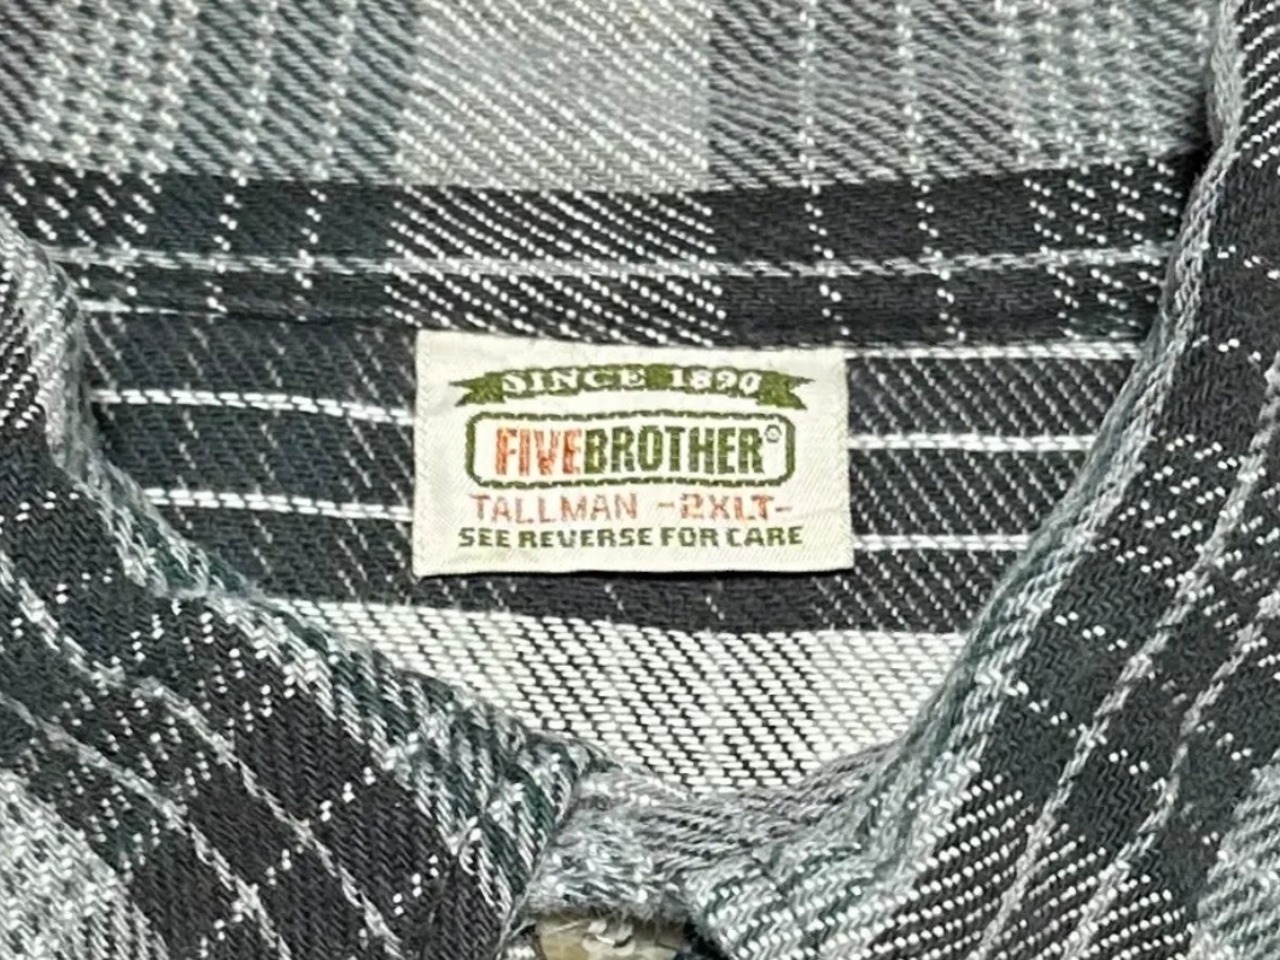 SINCE 1890
FIVEBROTHER®
TALLMAN -2XLT-
SEE REVERSE FOR CARE